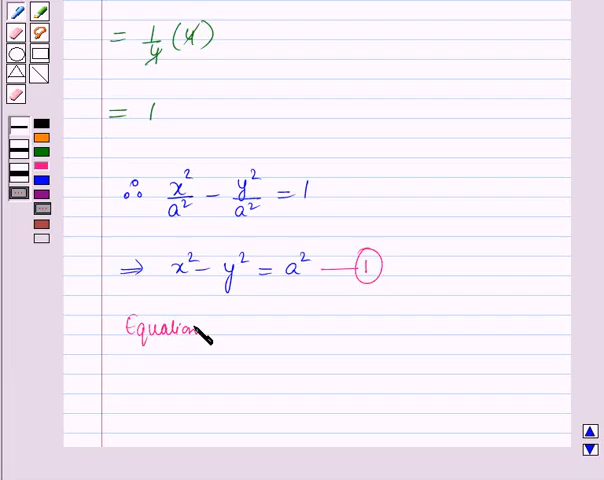 = 1/4 (4)
= 1
∴ x²/a² − y²/a² = 1
⇒ x² − y² = a² — 1
Equation